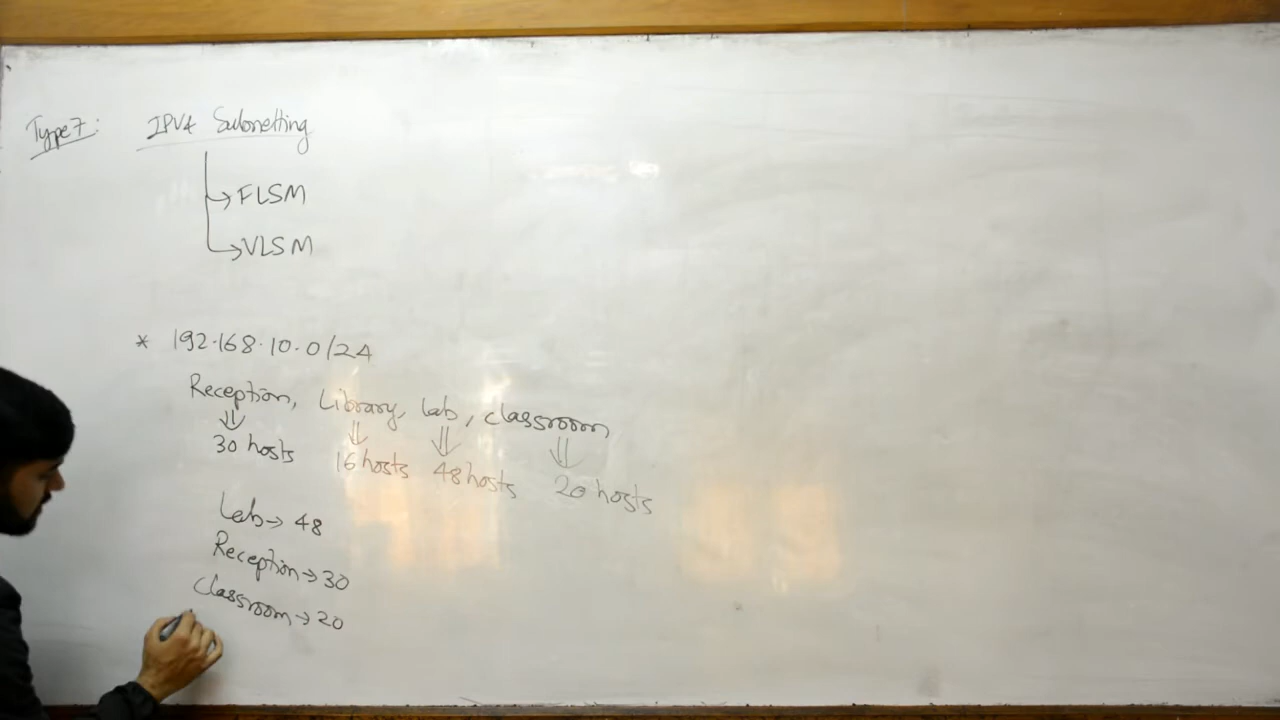 Type 7: IPV4 Subnetting
→ FLSM
→ VLSM
* 192.168.10.0/24
Reception, Library, Lab, classroom
⇓ ⇓ ⇓ ⇓
30 hosts 16 hosts 48 hosts 20 hosts
Lab → 48
Reception → 30
Classroom → 20